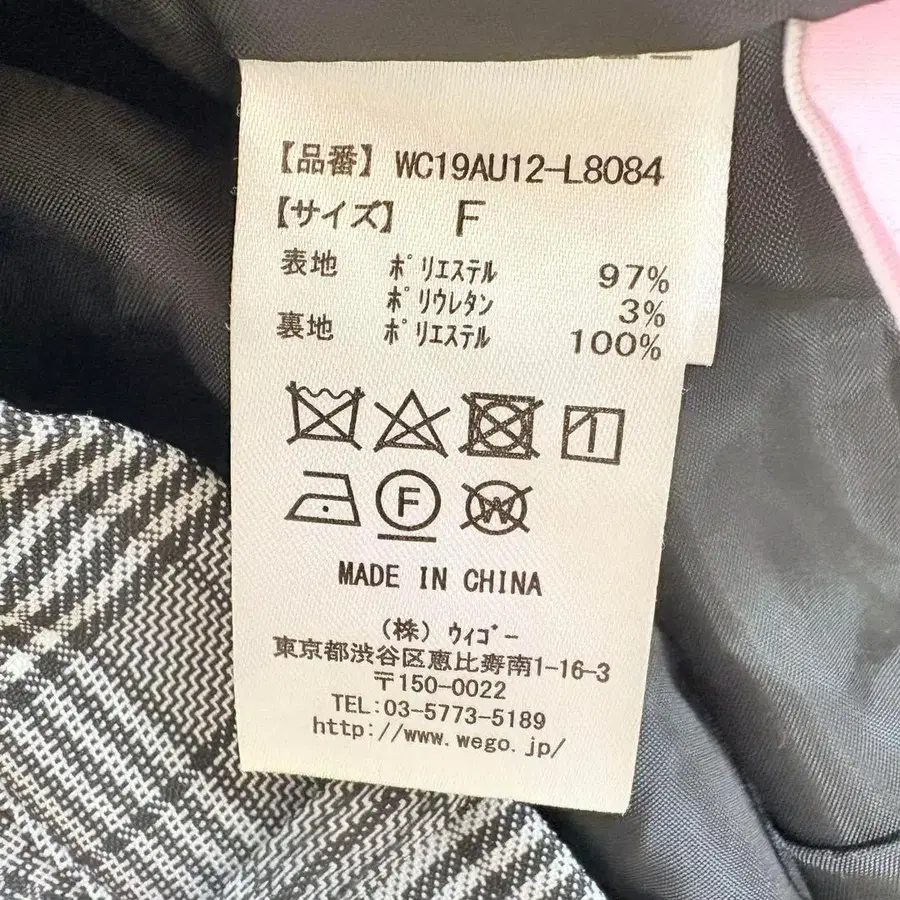 【品番】 WC19AU12-L8084
【サイズ】 F
表地 ポリエステル 97%
ポリウレタン 3%
裏地 ポリエステル 100%
F
W
MADE IN CHINA
(株) ウィゴー
東京都渋谷区恵比寿南1-16-3
〒150-0022
TEL:03-5773-5189
http://www.wego.jp/